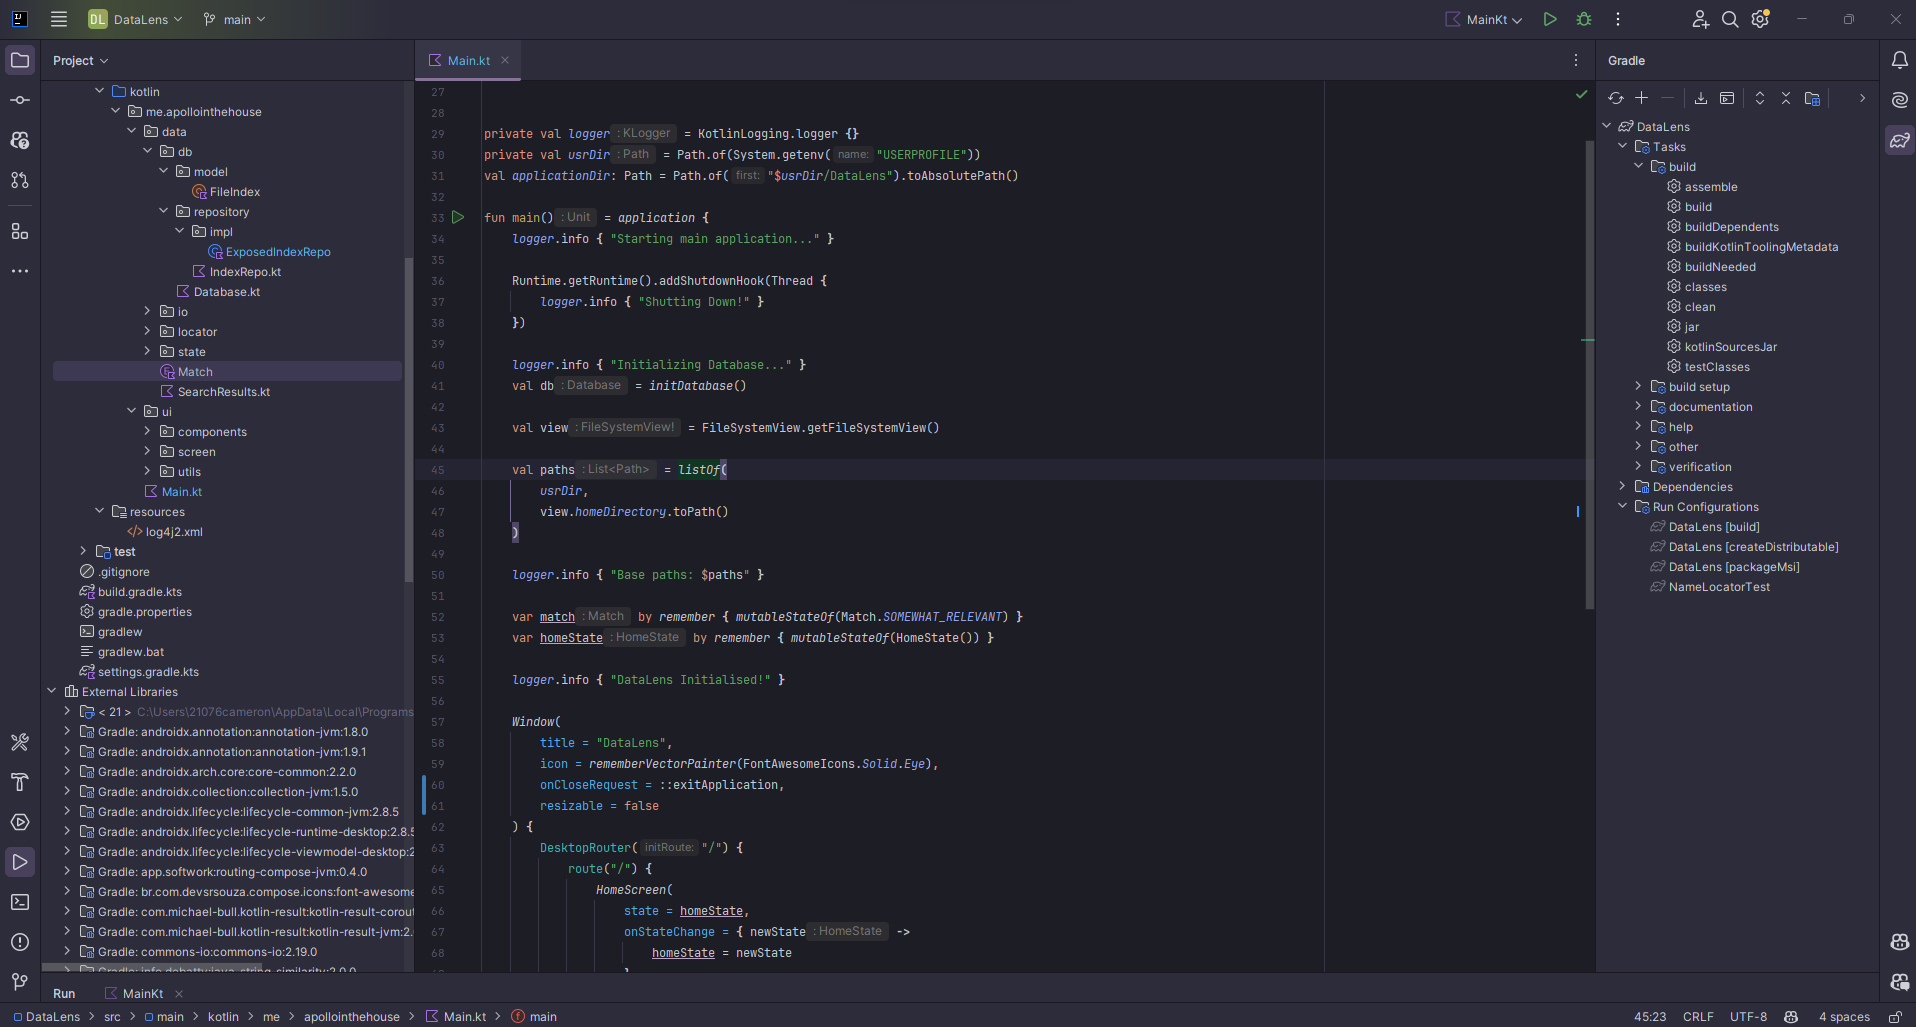 DL DataLens main MainKt
Project
kotlin
me.apollointhehouse
data
db
model
FileIndex
repository
impl
ExposedIndexRepo
IndexRepo.kt
Database.kt
io
locator
state
Match
SearchResults.kt
ui
components
screen
utils
Main.kt
resources
log4j2.xml
test
.gitignore
build.gradle.kts
gradle.properties
gradlew
gradlew.bat
settings.gradle.kts
External Libraries
< 21 > C:\Users\21076cameron\AppData\Local\Programs
Gradle: androidx.annotation:annotation-jvm:1.8.0
Gradle: androidx.annotation:annotation-jvm:1.9.1
Gradle: androidx.arch.core:core-common:2.2.0
Gradle: androidx.collection:collection-jvm:1.5.0
Gradle: androidx.lifecycle:lifecycle-common-jvm:2.8.5
Gradle: androidx.lifecycle:lifecycle-runtime-desktop:2.8.5
Gradle: androidx.lifecycle:lifecycle-viewmodel-desktop:2
Gradle: app.softwork:routing-compose-jvm:0.4.0
Gradle: br.com.devsrsouza.compose.icons:font-awesome
Gradle: com.michael-bull.kotlin-result:kotlin-result-corout
Gradle: com.michael-bull.kotlin-result:kotlin-result-jvm:2.
Gradle: commons-io:commons-io:2.19.0
Gradle: info.debatty:java-string-similarity:2.0.0
Main.kt
27
28
29 private val logger : KLogger = KotlinLogging.logger {}
30 private val usrDir : Path = Path.of(System.getenv( name: "USERPROFILE"))
31 val applicationDir: Path = Path.of( first: "$usrDir/DataLens").toAbsolutePath()
32
33 fun main() : Unit = application {
34 logger.info { "Starting main application..." }
35
36 Runtime.getRuntime().addShutdownHook(Thread {
37 logger.info { "Shutting Down!" }
38 })
39
40 logger.info { "Initializing Database..." }
41 val db : Database = initDatabase()
42
43 val view : FileSystemView! = FileSystemView.getFileSystemView()
44
45 val paths : List<Path> = listOf(
46 usrDir,
47 view.homeDirectory.toPath()
48 )
49
50 logger.info { "Base paths: $paths" }
51
52 var match : Match by remember { mutableStateOf(Match.SOMEWHAT_RELEVANT) }
53 var homeState : HomeState by remember { mutableStateOf(HomeState()) }
54
55 logger.info { "DataLens Initialised!" }
56
57 Window(
58 title = "DataLens",
59 icon = rememberVectorPainter(FontAwesomeIcons.Solid.Eye),
60 onCloseRequest = ::exitApplication,
61 resizable = false
62 ) {
63 DesktopRouter( initRoute: "/") {
64 route("/") {
65 HomeScreen(
66 state = homeState,
67 onStateChange = { newState : HomeState ->
68 homeState = newState
Gradle
DataLens
Tasks
build
assemble
build
buildDependents
buildKotlinToolingMetadata
buildNeeded
classes
clean
jar
kotlinSourcesJar
testClasses
build setup
documentation
help
other
verification
Dependencies
Run Configurations
DataLens [build]
DataLens [createDistributable]
DataLens [packageMsi]
NameLocatorTest
Run MainKt
DataLens src main kotlin me apollointhehouse Main.kt main
45:23 CRLF UTF-8 4 spaces